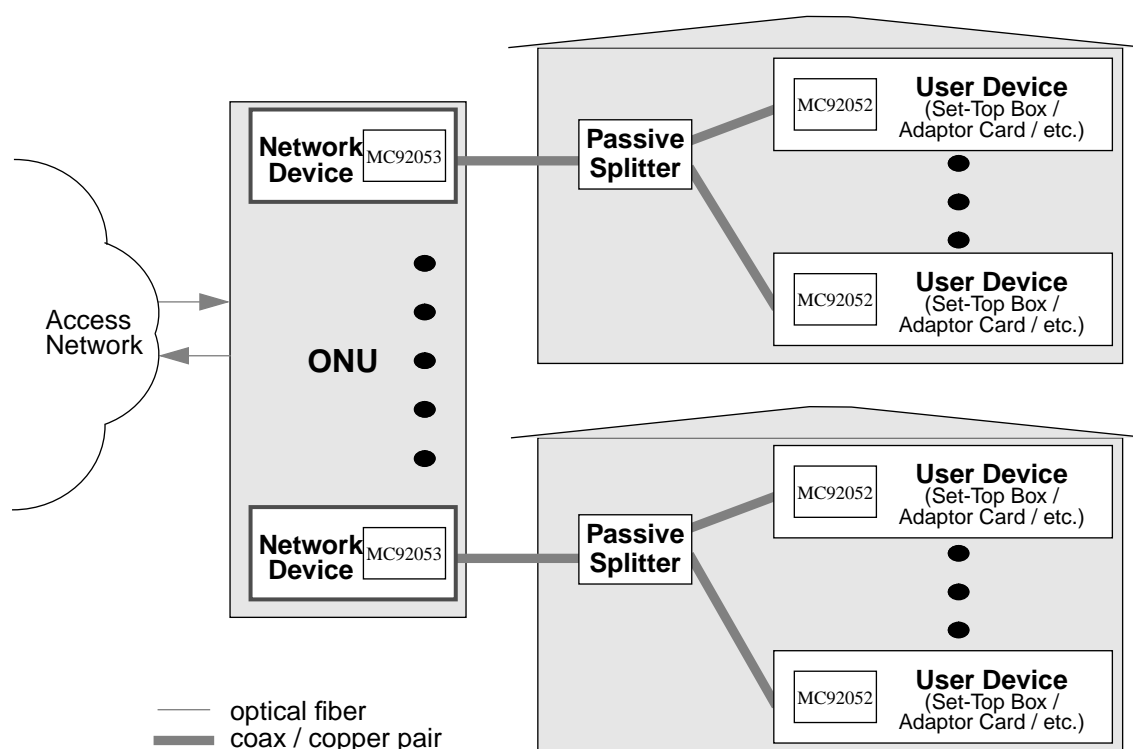 MC92052
User Device
(Set-Top Box /
Adaptor Card / etc.)
Network
Device
MC92053
Passive
Splitter
MC92052
User Device
(Set-Top Box /
Adaptor Card / etc.)
Access
Network
ONU
MC92052
User Device
(Set-Top Box /
Adaptor Card / etc.)
Network
Device
MC92053
Passive
Splitter
MC92052
User Device
(Set-Top Box /
Adaptor Card / etc.)
optical fiber
coax / copper pair